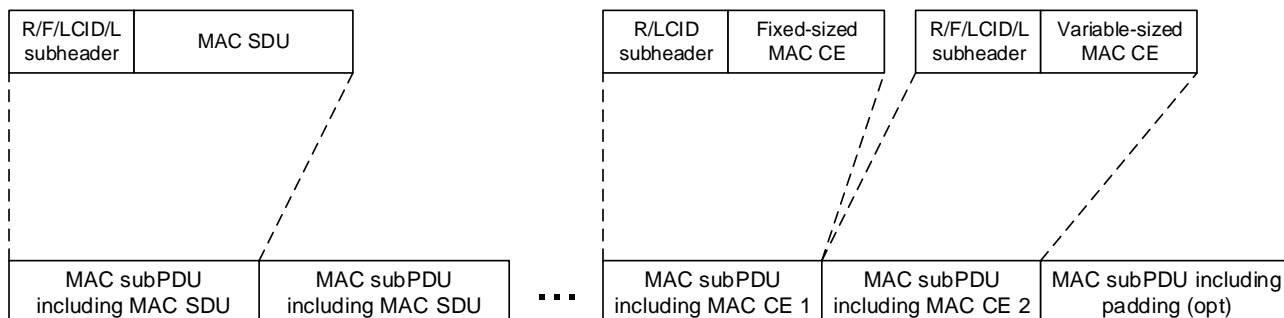 R/F/LCID/L
subheader
MAC SDU
R/LCID
subheader
Fixed-sized
MAC CE
R/F/LCID/L
subheader
Variable-sized
MAC CE
MAC subPDU
including MAC SDU
MAC subPDU
including MAC SDU
...
MAC subPDU
including MAC CE 1
MAC subPDU
including MAC CE 2
MAC subPDU including
padding (opt)